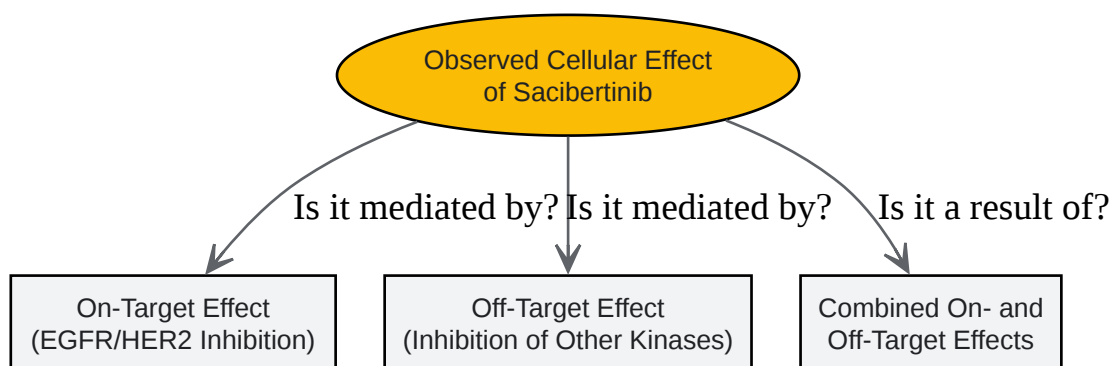 Observed Cellular Effect
of Sacibertinib
Is it mediated by? Is it mediated by? Is it a result of?
On-Target Effect
(EGFR/HER2 Inhibition)
Off-Target Effect
(Inhibition of Other Kinases)
Combined On- and
Off-Target Effects